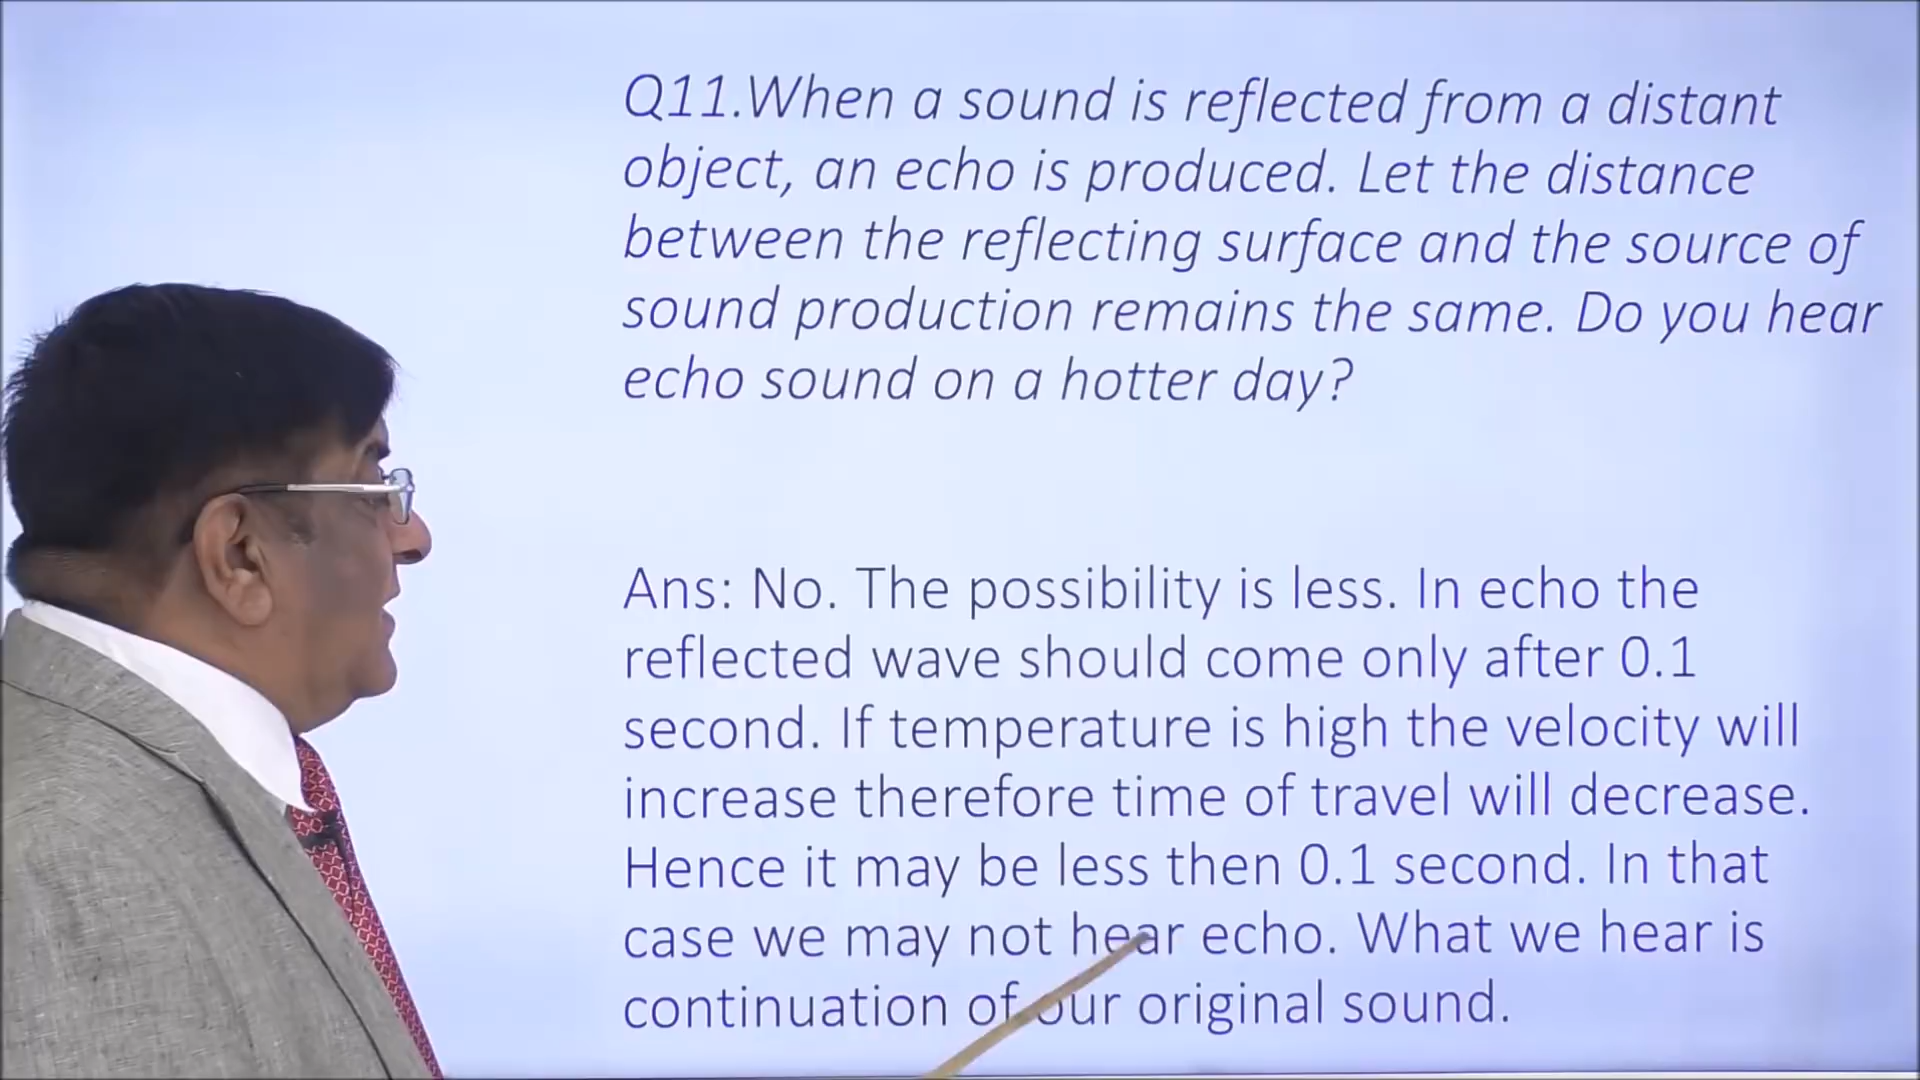 Q11.When a sound is reflected from a distant
object, an echo is produced. Let the distance
between the reflecting surface and the source of
sound production remains the same. Do you hear
echo sound on a hotter day?
Ans: No. The possibility is less. In echo the
reflected wave should come only after 0.1
second. If temperature is high the velocity will
increase therefore time of travel will decrease.
Hence it may be less then 0.1 second. In that
case we may not hear echo. What we hear is
continuation of our original sound.